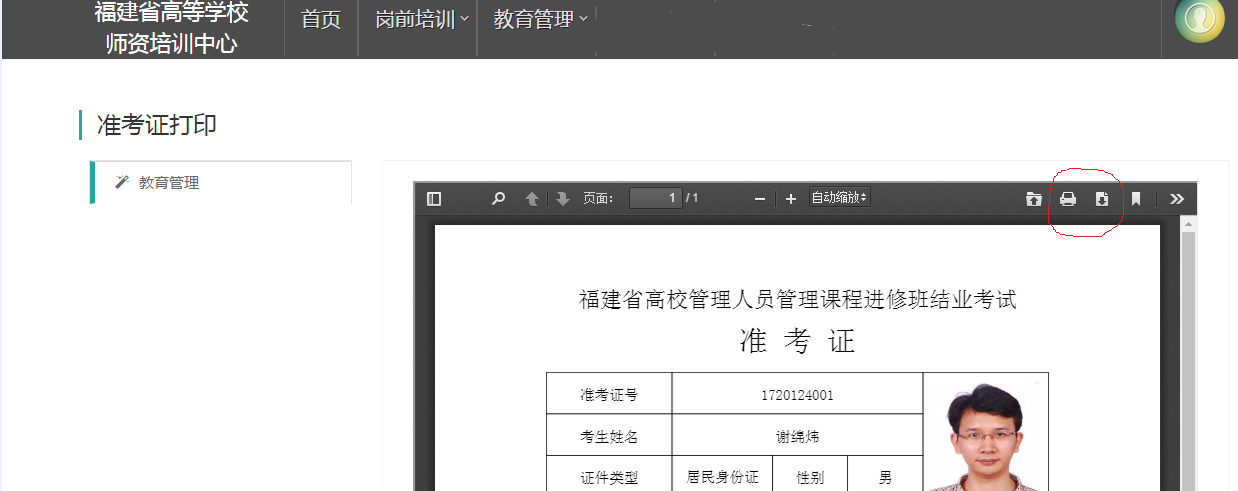 福建省高等学校
师资培训中心
首页
岗前培训
教育管理
准考证打印
教育管理
页面：
1 / 1
自动缩放
福建省高校管理人员管理课程进修班结业考试
准 考 证
准考证号 1720124001
考生姓名 谢绵炜
证件类型 居民身份证 性别 男